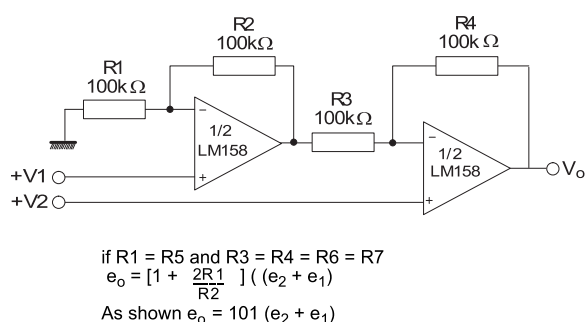 R2
100kΩ
R4
100kΩ
R1
100kΩ
R3
100kΩ
−
1/2
LM158
+
−
1/2
LM158
+
+V1
+V2
Vo
if R1 = R5 and R3 = R4 = R6 = R7
eo = [1 + 2R1/R2 ] ( (e2 + e1)
As shown eo = 101 (e2 + e1)